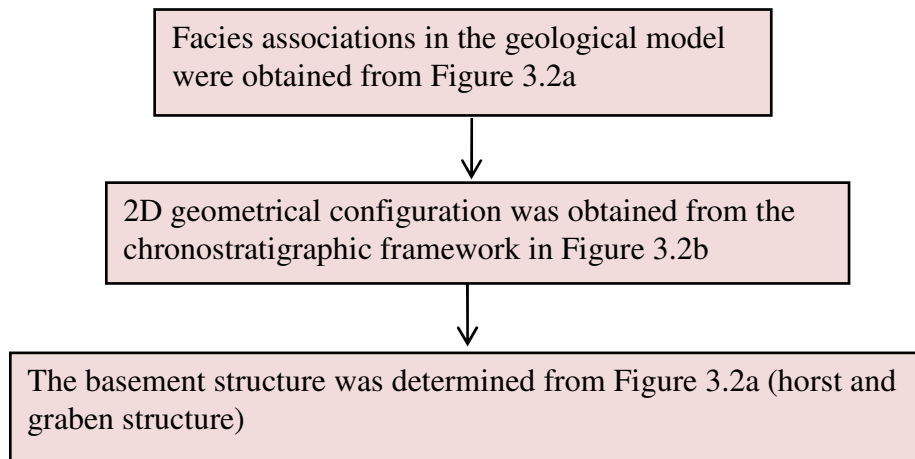 Facies associations in the geological model
were obtained from Figure 3.2a
2D geometrical configuration was obtained from the
chronostratigraphic framework in Figure 3.2b
The basement structure was determined from Figure 3.2a (horst and
graben structure)